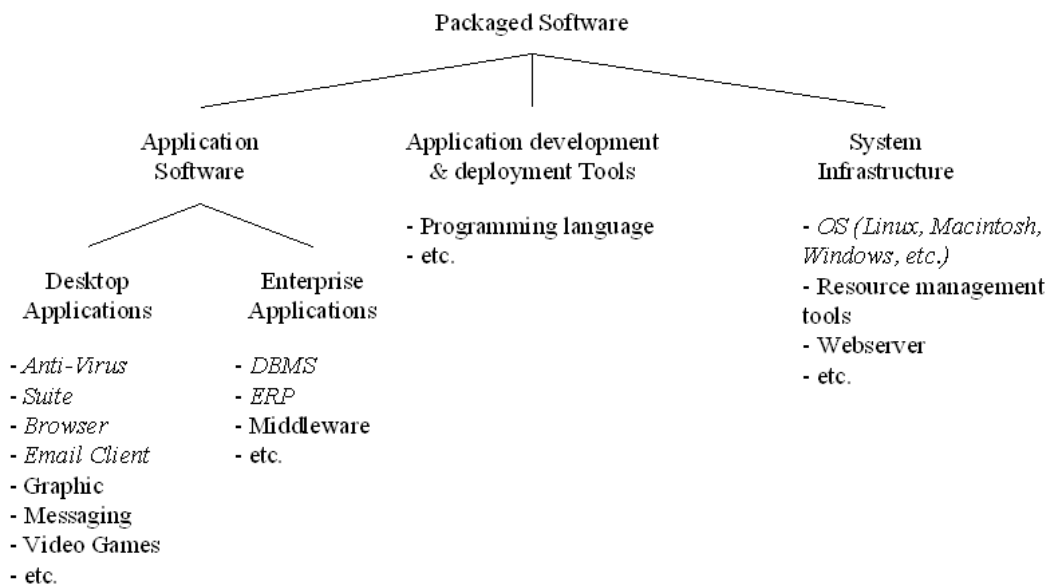 Packaged Software
Application
Software
Application development
& deployment Tools
System
Infrastructure
- Programming language
- etc.
- OS (Linux, Macintosh,
Windows, etc.)
- Resource management
tools
- Webserver
- etc.
Desktop
Applications
Enterprise
Applications
- Anti-Virus
- Suite
- Browser
- Email Client
- Graphic
- Messaging
- Video Games
- etc.
- DBMS
- ERP
- Middleware
- etc.